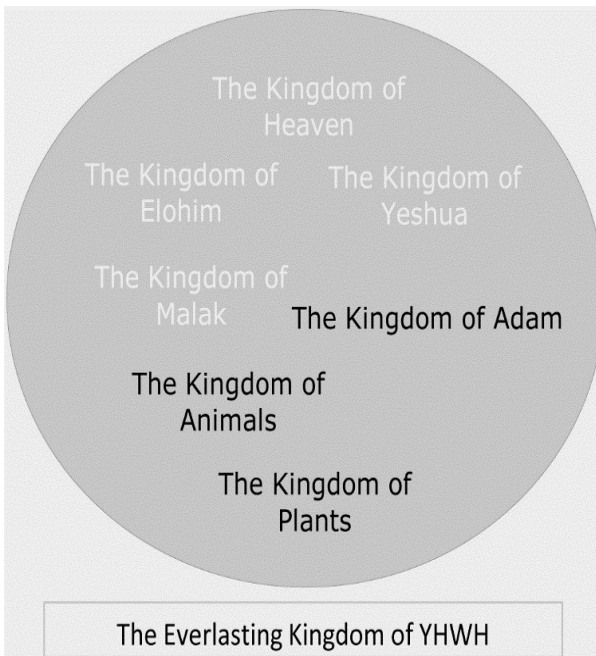 The Kingdom of
Heaven
The Kingdom of
Elohim
The Kingdom of
Yeshua
The Kingdom of
Malak
The Kingdom of Adam
The Kingdom of
Animals
The Kingdom of
Plants
The Everlasting Kingdom of YHWH